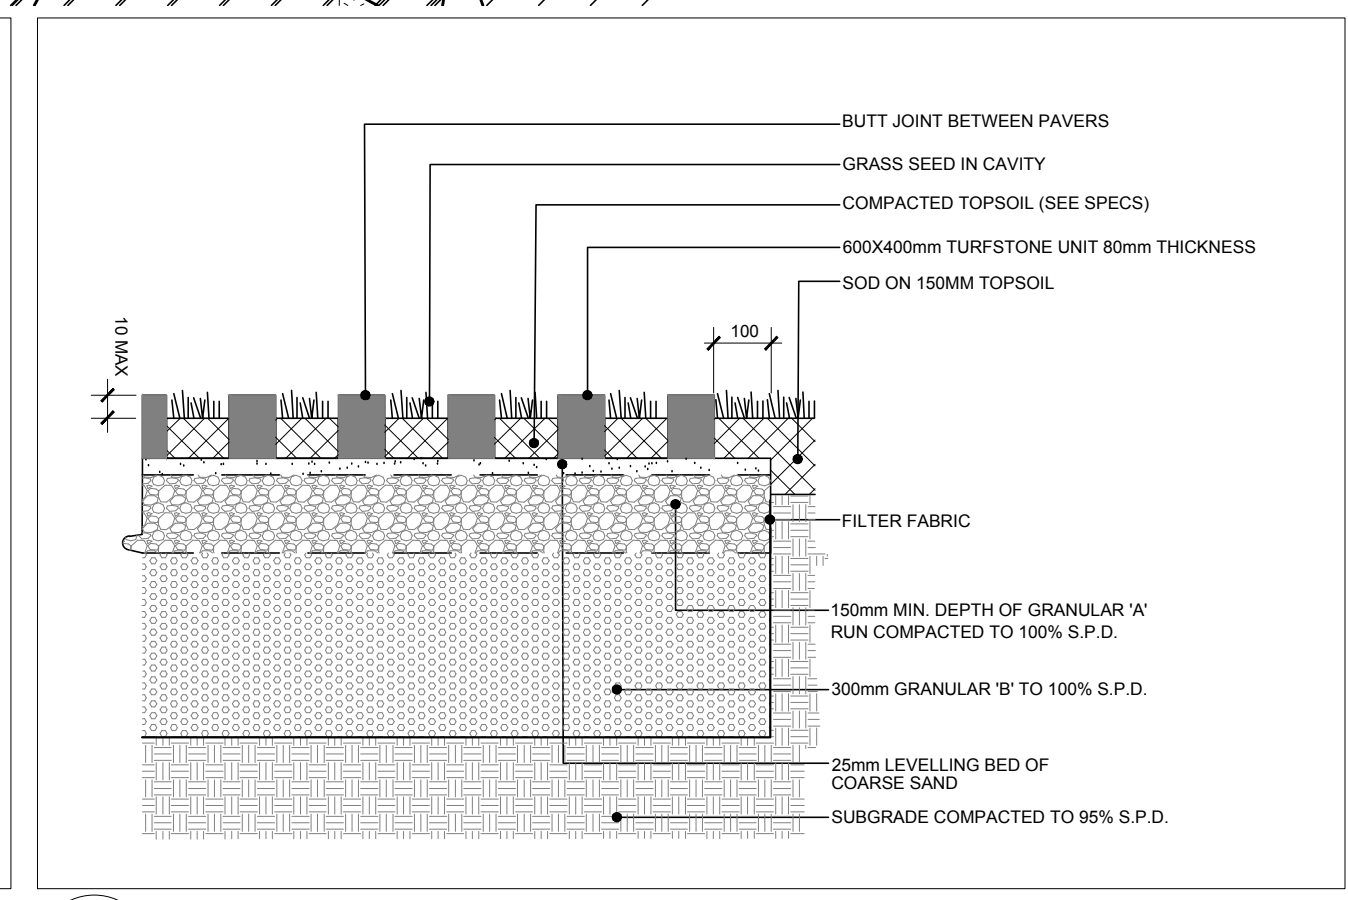 BUTT JOINT BETWEEN PAVERS
GRASS SEED IN CAVITY
COMPACTED TOPSOIL (SEE SPECS)
600X400mm TURFSTONE UNIT 80mm THICKNESS
SOD ON 150MM TOPSOIL
10 MAX
100
FILTER FABRIC
150mm MIN. DEPTH OF GRANULAR 'A'
RUN COMPACTED TO 100% S.P.D.
300mm GRANULAR 'B' TO 100% S.P.D.
25mm LEVELLING BED OF
COARSE SAND
SUBGRADE COMPACTED TO 95% S.P.D.